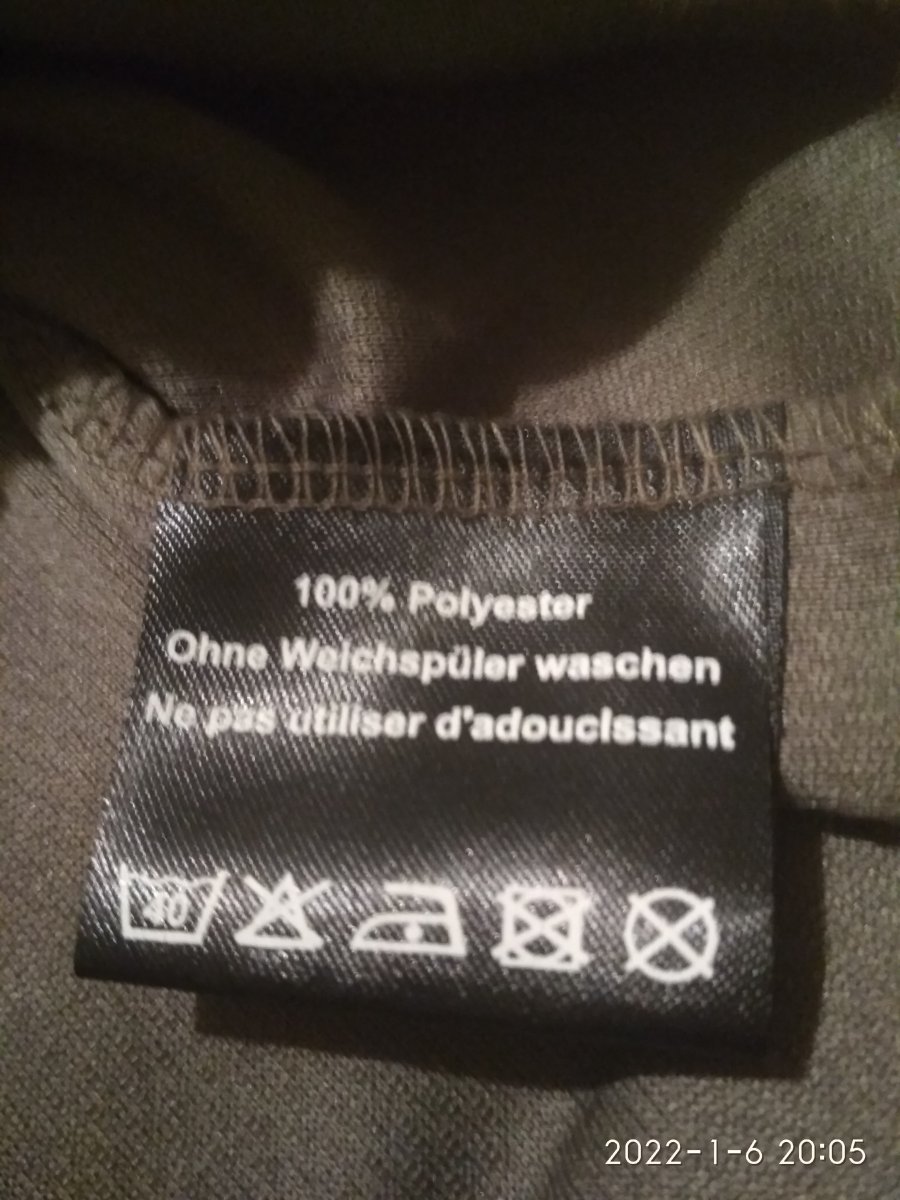 100% Polyester
Ohne Weichspüler waschen
Ne pas utiliser d'adoucissant
40
2022-1-6 20:05